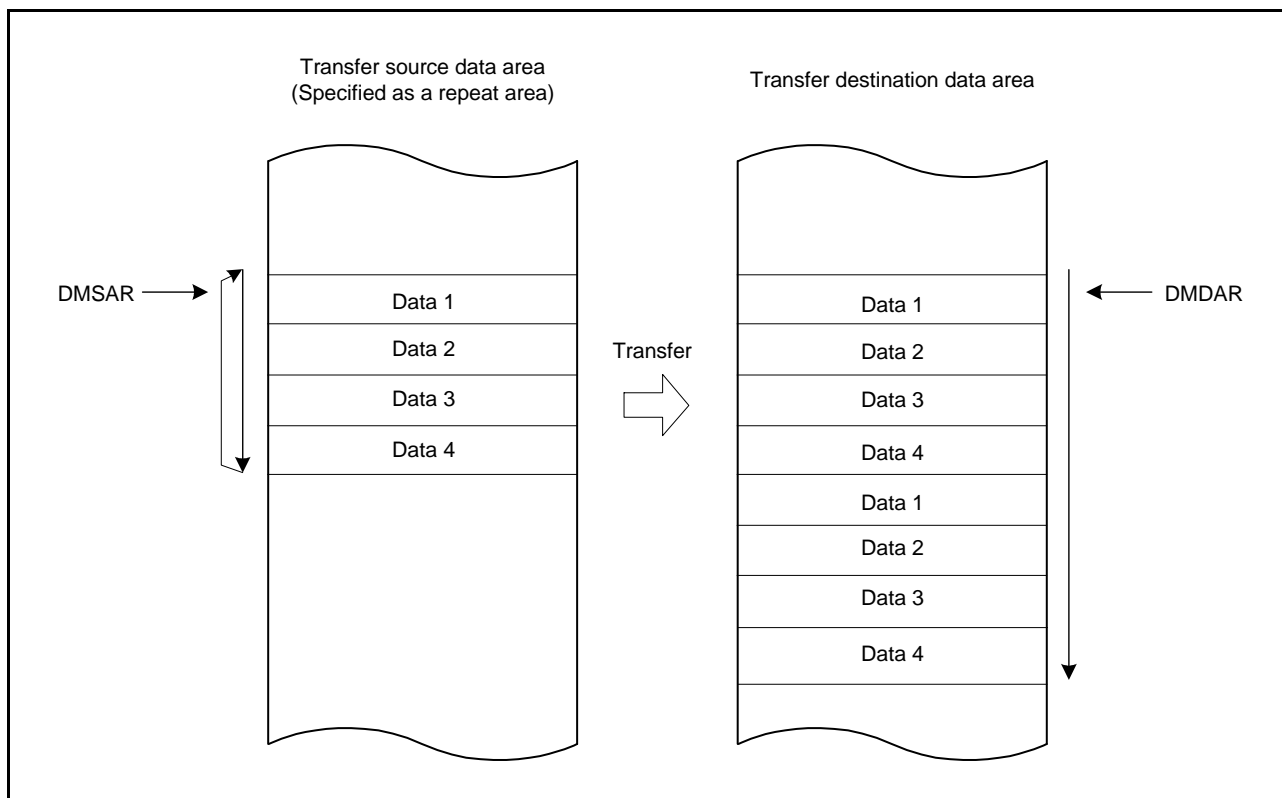 Transfer source data area
(Specified as a repeat area)
Transfer destination data area
DMSAR
Data 1
Data 2
Data 3
Data 4
Transfer
Data 1
Data 2
Data 3
Data 4
Data 1
Data 2
Data 3
Data 4
DMDAR